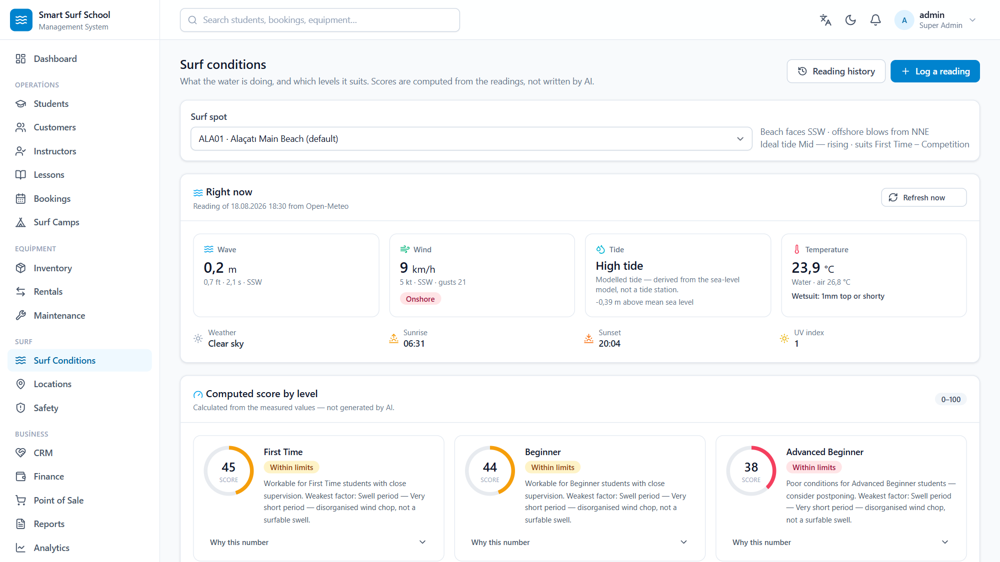 Smart Surf School
Management System
Search students, bookings, equipment...
A
admin
Super Admin
Dashboard
OPERATİONS
Students
Customers
Instructors
Lessons
Bookings
Surf Camps
EQUİPMENT
Inventory
Rentals
Maintenance
SURF
Surf Conditions
Locations
Safety
BUSİNESS
CRM
Finance
Point of Sale
Reports
Analytics
Surf conditions
What the water is doing, and which levels it suits. Scores are computed from the readings, not written by AI.
Reading history
Log a reading
Surf spot
ALA01 · Alaçatı Main Beach (default)
Beach faces SSW · offshore blows from NNE
Ideal tide Mid — rising · suits First Time – Competition
Right now
Reading of 18.08.2026 18:30 from Open-Meteo
Refresh now
Wave
0,2 m
0,7 ft · 2,1 s · SSW
Wind
9 km/h
5 kt · SSW · gusts 21
Onshore
Tide
High tide
Modelled tide — derived from the sea-level
model, not a tide station.
-0,39 m above mean sea level
Temperature
23,9 °C
Water · air 26,8 °C
Wetsuit: 1mm top or shorty
Weather
Clear sky
Sunrise
06:31
Sunset
20:04
UV index
1
Computed score by level
Calculated from the measured values — not generated by AI.
0–100
45
SCORE
First Time
Within limits
Workable for First Time students with close
supervision. Weakest factor: Swell period — Very
short period — disorganised wind chop, not a
surfable swell.
Why this number
44
SCORE
Beginner
Within limits
Workable for Beginner students with close
supervision. Weakest factor: Swell period — Very
short period — disorganised wind chop, not a
surfable swell.
Why this number
38
SCORE
Advanced Beginner
Within limits
Poor conditions for Advanced Beginner students —
consider postponing. Weakest factor: Swell period
— Very short period — disorganised wind chop,
not a surfable swell.
Why this number